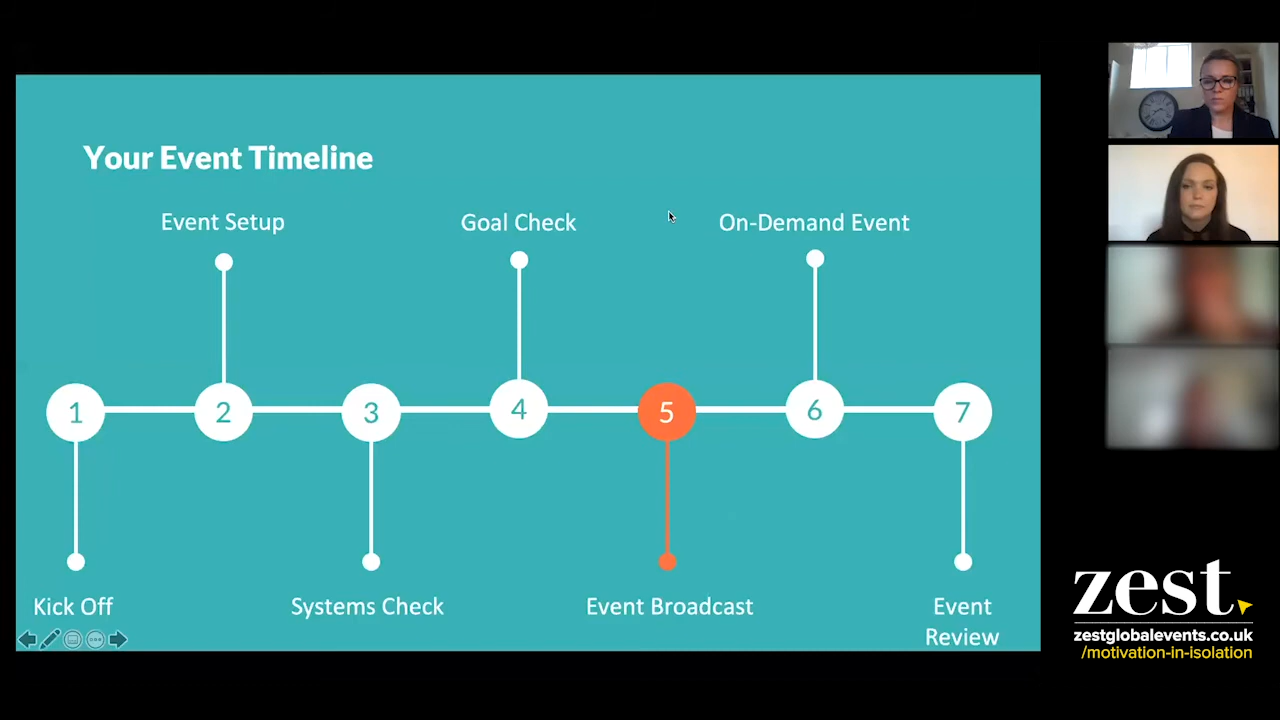 Your Event Timeline
Event Setup
Goal Check
On-Demand Event
1
2
3
4
5
6
7
Kick Off
Systems Check
Event Broadcast
Event
Review
zest.
zestglobalevents.co.uk
/motivation-in-isolation